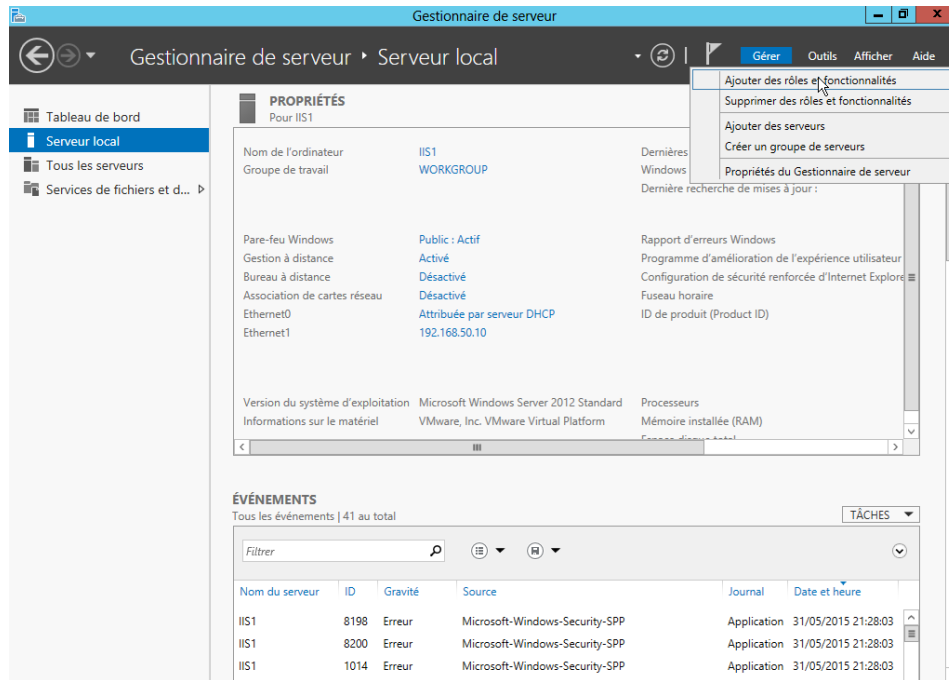 Gestionnaire de serveur
Gestionnaire de serveur Serveur local
Gérer Outils Afficher Aide
Ajouter des rôles et fonctionnalités
Supprimer des rôles et fonctionnalités
Ajouter des serveurs
Créer un groupe de serveurs
Propriétés du Gestionnaire de serveur
Tableau de bord
Serveur local
Tous les serveurs
Services de fichiers et d...
PROPRIÉTÉS
Pour IIS1
Nom de l'ordinateur IIS1 Dernières
Groupe de travail WORKGROUP Windows
Dernière recherche de mises à jour :
Pare-feu Windows Public : Actif Rapport d'erreurs Windows
Gestion à distance Activé Programme d'amélioration de l'expérience utilisateur
Bureau à distance Désactivé Configuration de sécurité renforcée d'Internet Explore
Association de cartes réseau Désactivé Fuseau horaire
Ethernet0 Attribuée par serveur DHCP ID de produit (Product ID)
Ethernet1 192.168.50.10
Version du système d'exploitation Microsoft Windows Server 2012 Standard Processeurs
Informations sur le matériel VMware, Inc. VMware Virtual Platform Mémoire installée (RAM)
ÉVÉNEMENTS
Tous les événements | 41 au total
TÂCHES
Filtrer
Nom du serveur ID Gravité Source Journal Date et heure
IIS1 8198 Erreur Microsoft-Windows-Security-SPP Application 31/05/2015 21:28:03
IIS1 8200 Erreur Microsoft-Windows-Security-SPP Application 31/05/2015 21:28:03
IIS1 1014 Erreur Microsoft-Windows-Security-SPP Application 31/05/2015 21:28:03